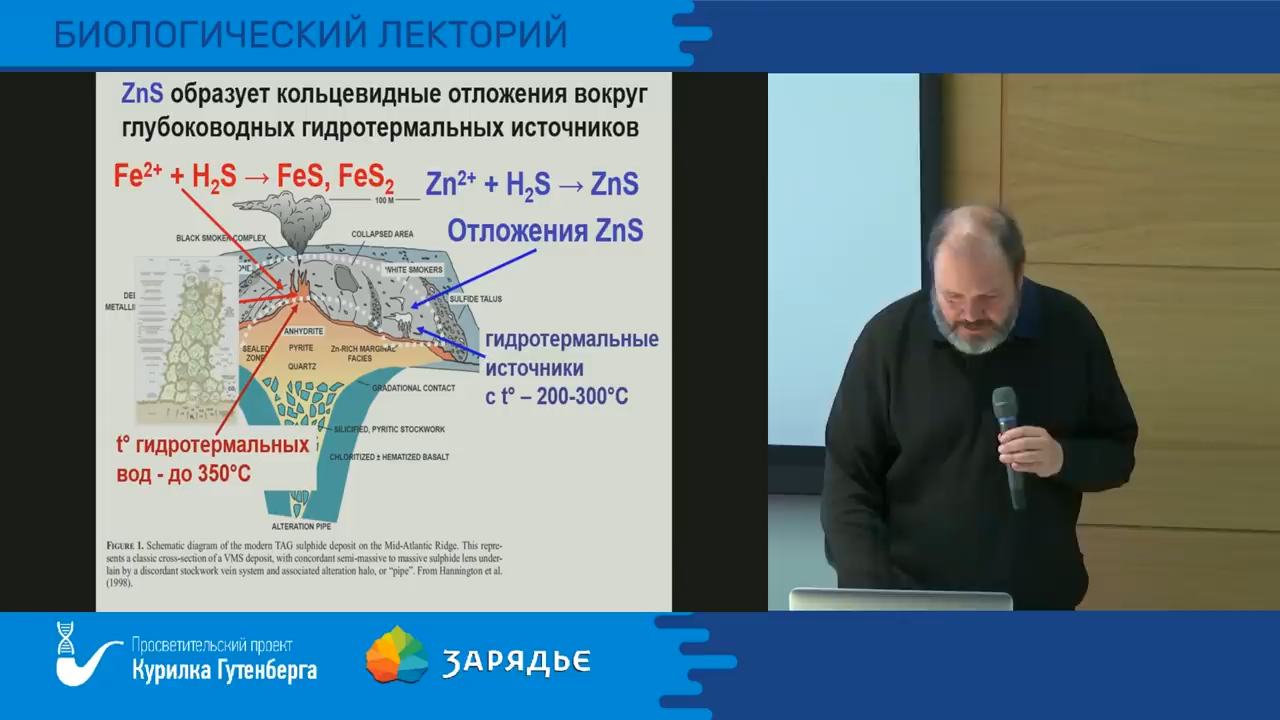 БИОЛОГИЧЕСКИЙ ЛЕКТОРИЙ
ZnS образует кольцевидные отложения вокруг
глубоководных гидротермальных источников
Fe²⁺ + H₂S → FeS, FeS₂
Zn²⁺ + H₂S → ZnS
100 M
Отложения ZnS
BLACK SMOKER COMPLEX
COLLAPSED AREA
WHITE SMOKERS
SULFIDE TALUS
ANHYDRITE
SEALED
ZONE
PYRITE
Zn-RICH MARGINAL
FACIES
QUARTZ
гидротермальные
источники
с t° – 200-300°C
GRADATIONAL CONTACT
SILICIFIED, PYRITIC STOCKWORK
t° гидротермальных
вод - до 350°C
CHLORITIZED ± HEMATIZED BASALT
ALTERATION PIPE
FIGURE 1. Schematic diagram of the modern TAG sulphide deposit on the Mid-Atlantic Ridge. This repre-
sents a classic cross-section of a VMS deposit, with concordant semi-massive to massive sulphide lens under-
lain by a discordant stockwork vein system and associated alteration halo, or “pipe”. From Hannington et al.
(1998).
Просветительский проект
Курилка Гутенберга
ЗАРЯДЬЕ